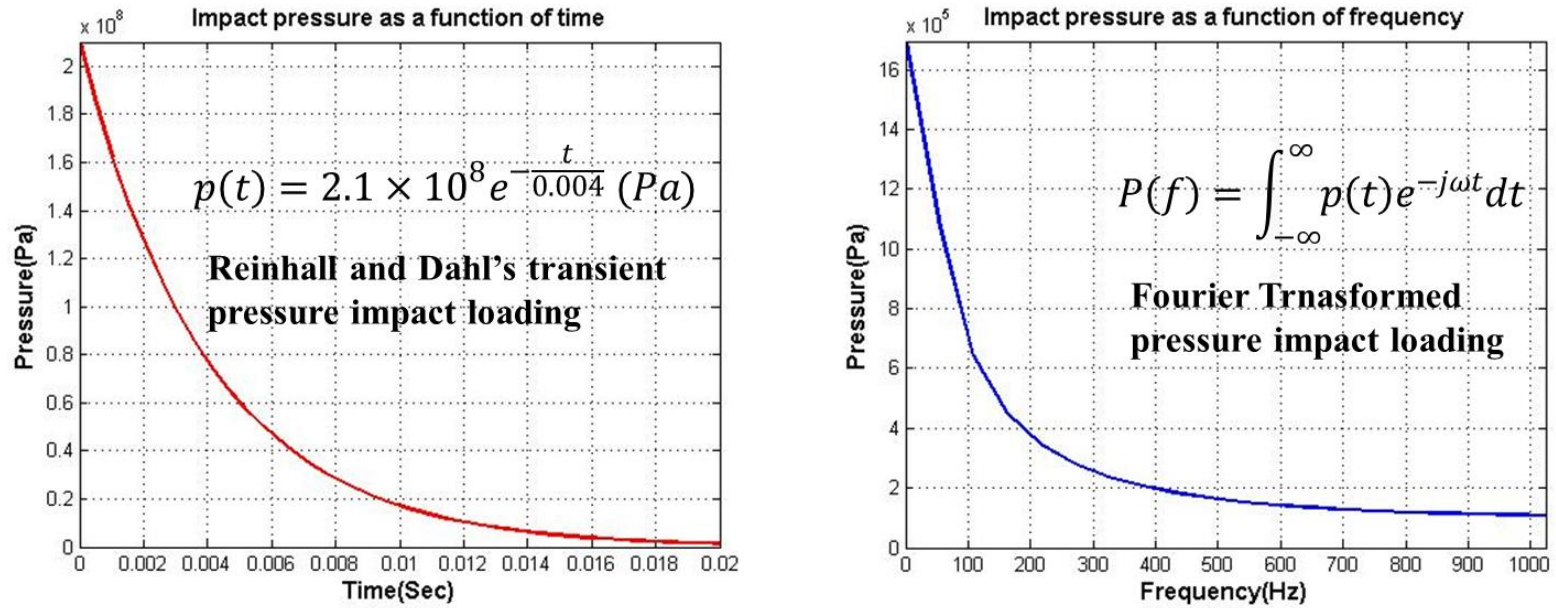 Impact pressure as a function of time
x 10^8
2
1.8
1.6
1.4
1.2
1
0.8
0.6
0.4
0.2
0
Pressure(Pa)
p(t) = 2.1 × 10^8 e^{-t/0.004} (Pa)
Reinhall and Dahl’s transient
pressure impact loading
0 0.002 0.004 0.006 0.008 0.01 0.012 0.014 0.016 0.018 0.02
Time(Sec)
Impact pressure as a function of frequency
x 10^5
16
14
12
10
8
6
4
2
0
Pressure(Pa)
P(f) = ∫_{-∞}^{∞} p(t)e^{-jωt}dt
Fourier Trnasformed
pressure impact loading
0 100 200 300 400 500 600 700 800 900 1000
Frequency(Hz)